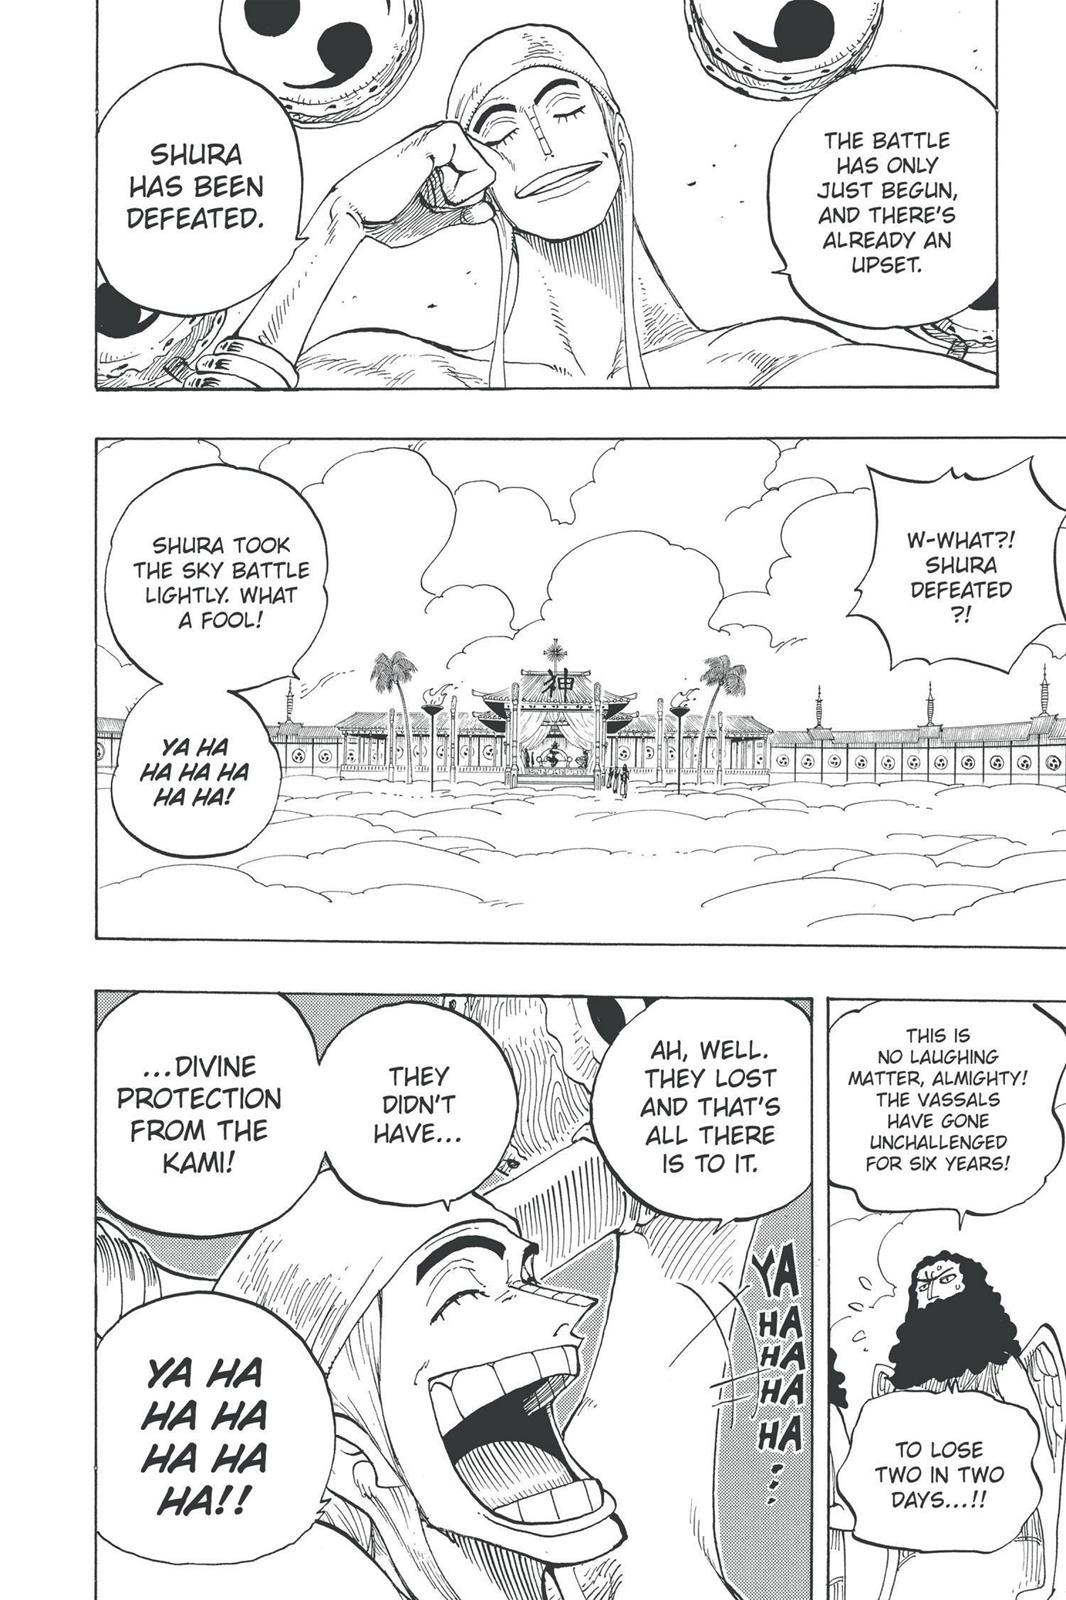 THE BATTLE
HAS ONLY
JUST BEGUN,
AND THERE'S
ALREADY AN
UPSET.
SHURA
HAS BEEN
DEFEATED.
W-WHAT?!
SHURA
DEFEATED
?!
SHURA TOOK
THE SKY BATTLE
LIGHTLY. WHAT
A FOOL!
YA HA
HA HA HA
HA HA!
神
THIS IS
NO LAUGHING
MATTER, ALMIGHTY!
THE VASSALS
HAVE GONE
UNCHALLENGED
FOR SIX YEARS!
TO LOSE
TWO IN TWO
DAYS...!!
AH, WELL.
THEY LOST
AND THAT'S
ALL THERE
IS TO IT.
THEY
DIDN'T
HAVE...
...DIVINE
PROTECTION
FROM THE
KAMI!
YA HA
HA HA
HA HA
HA!!
YA
HA
HA
HA
HA...